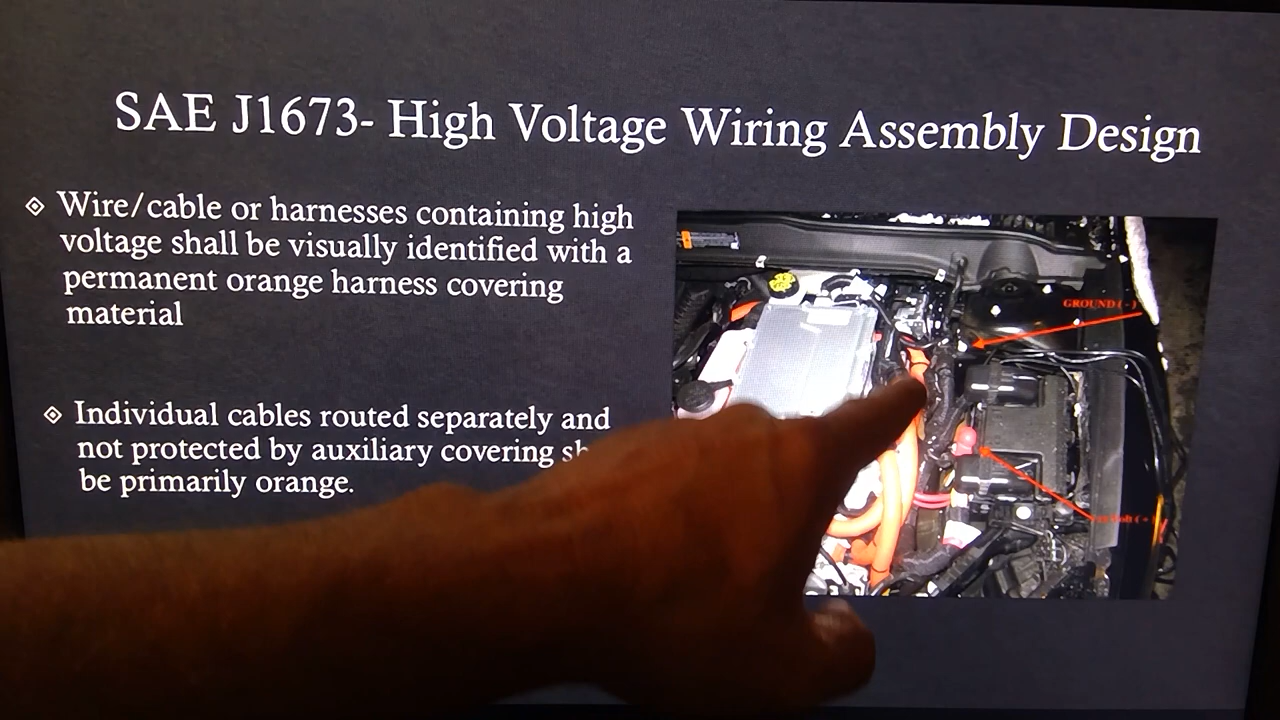 SAE J1673- High Voltage Wiring Assembly Design
Wire/cable or harnesses containing high
voltage shall be visually identified with a
permanent orange harness covering
material
Individual cables routed separately and
not protected by auxiliary covering
be primarily orange.
GROUND ( - )